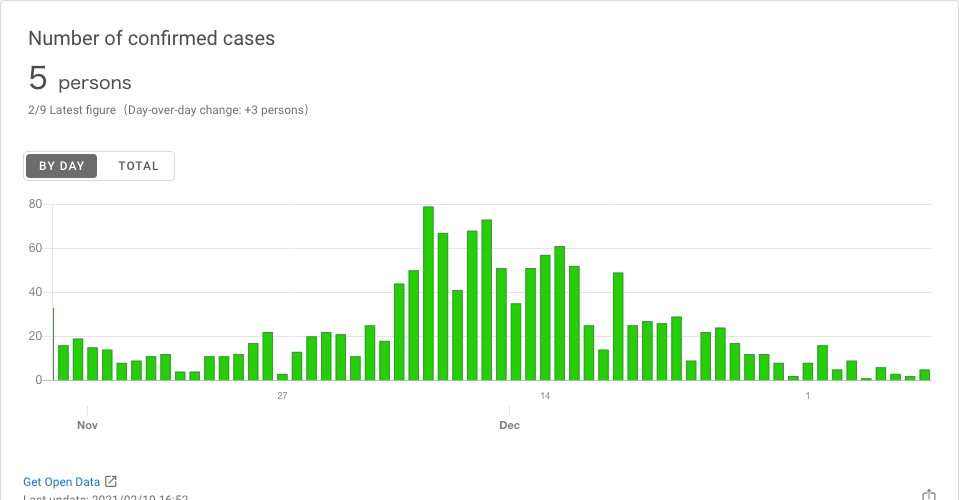 Number of confirmed cases
5 persons
2/9 Latest figure（Day-over-day change: +3 persons）
BY DAY TOTAL
80
60
40
20
0
27 14 1
Nov Dec
Get Open Data
Last update: 2021/02/10 16:52